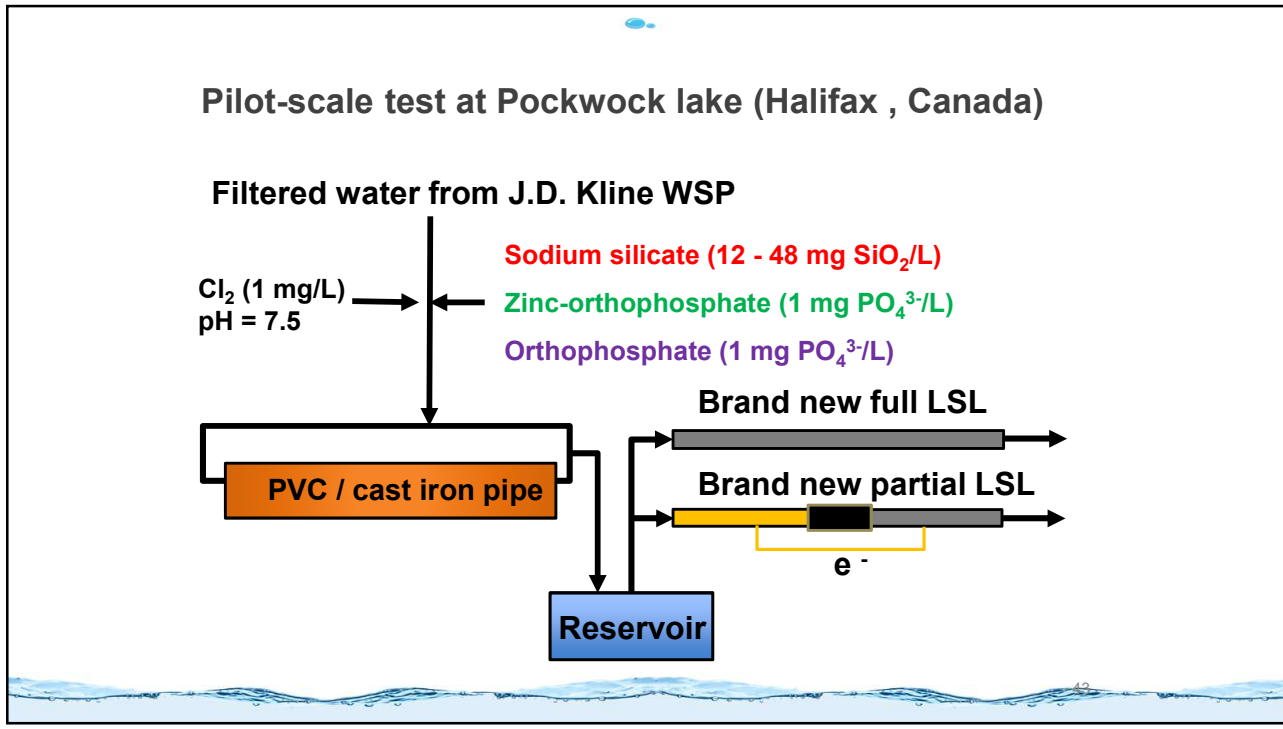 Pilot-scale test at Pockwock lake (Halifax , Canada)
Filtered water from J.D. Kline WSP
Cl₂ (1 mg/L)
pH = 7.5
Sodium silicate (12 - 48 mg SiO₂/L)
Zinc-orthophosphate (1 mg PO₄³⁻/L)
Orthophosphate (1 mg PO₄³⁻/L)
PVC / cast iron pipe
Brand new full LSL
Brand new partial LSL
e ⁻
Reservoir
43